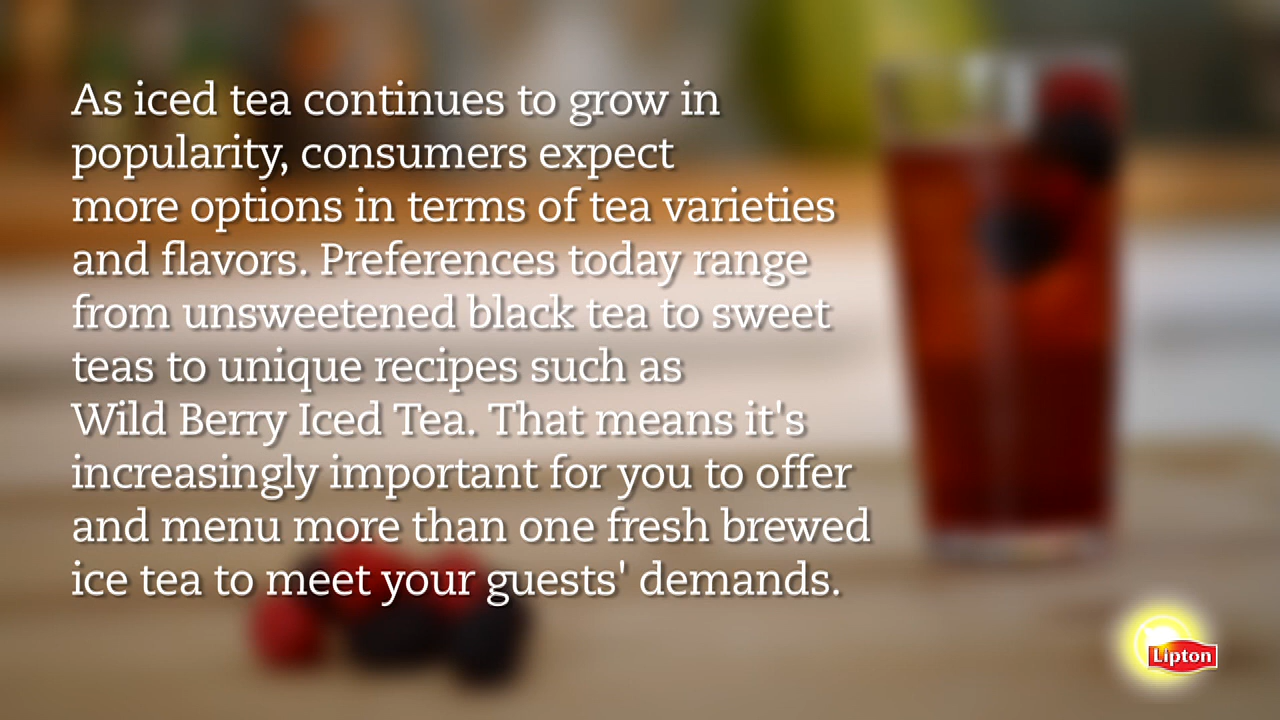 As iced tea continues to grow in
popularity, consumers expect
more options in terms of tea varieties
and flavors. Preferences today range
from unsweetened black tea to sweet
teas to unique recipes such as
Wild Berry Iced Tea. That means it's
increasingly important for you to offer
and menu more than one fresh brewed
ice tea to meet your guests' demands.
Lipton